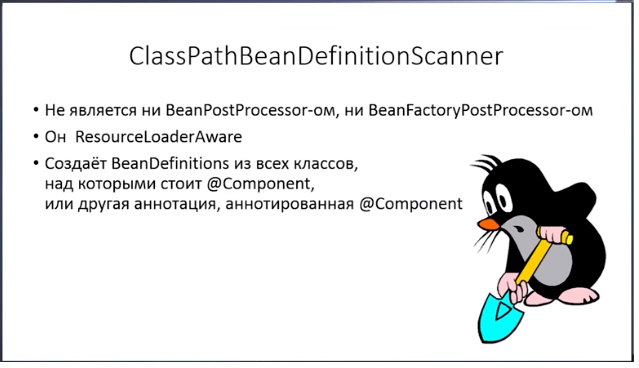 ClassPathBeanDefinitionScanner
• Не является ни BeanPostProcessor-ом, ни BeanFactoryPostProcessor-ом
• Он ResourceLoaderAware
• Создаёт BeanDefinitions из всех классов,
над которыми стоит @Component,
или другая аннотация, аннотированная @Component